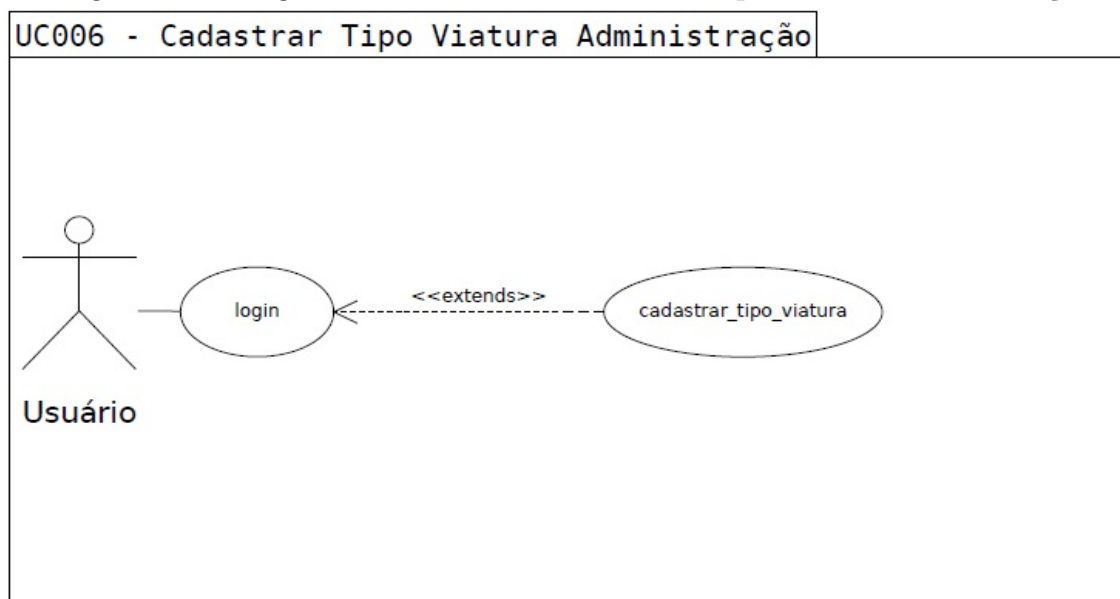 UC006 - Cadastrar Tipo Viatura Administração
login
<<extends>>
cadastrar_tipo_viatura
Usuário